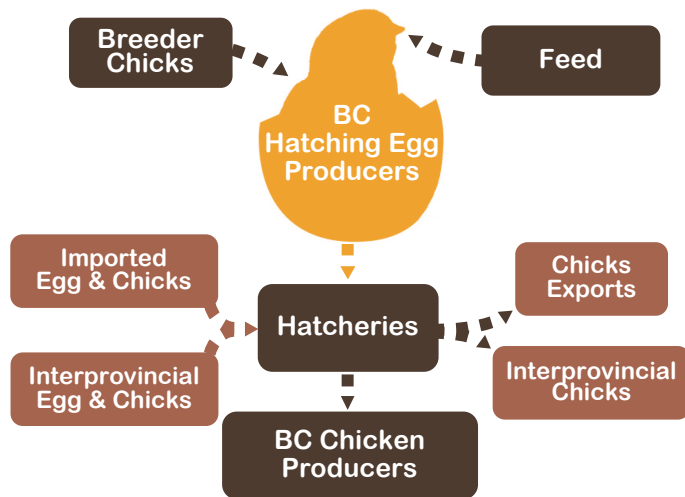 Breeder
Chicks
Feed
BC
Hatching Egg
Producers
Imported
Egg & Chicks
Chicks
Exports
Hatcheries
Interprovincial
Egg & Chicks
Interprovincial
Chicks
BC Chicken
Producers